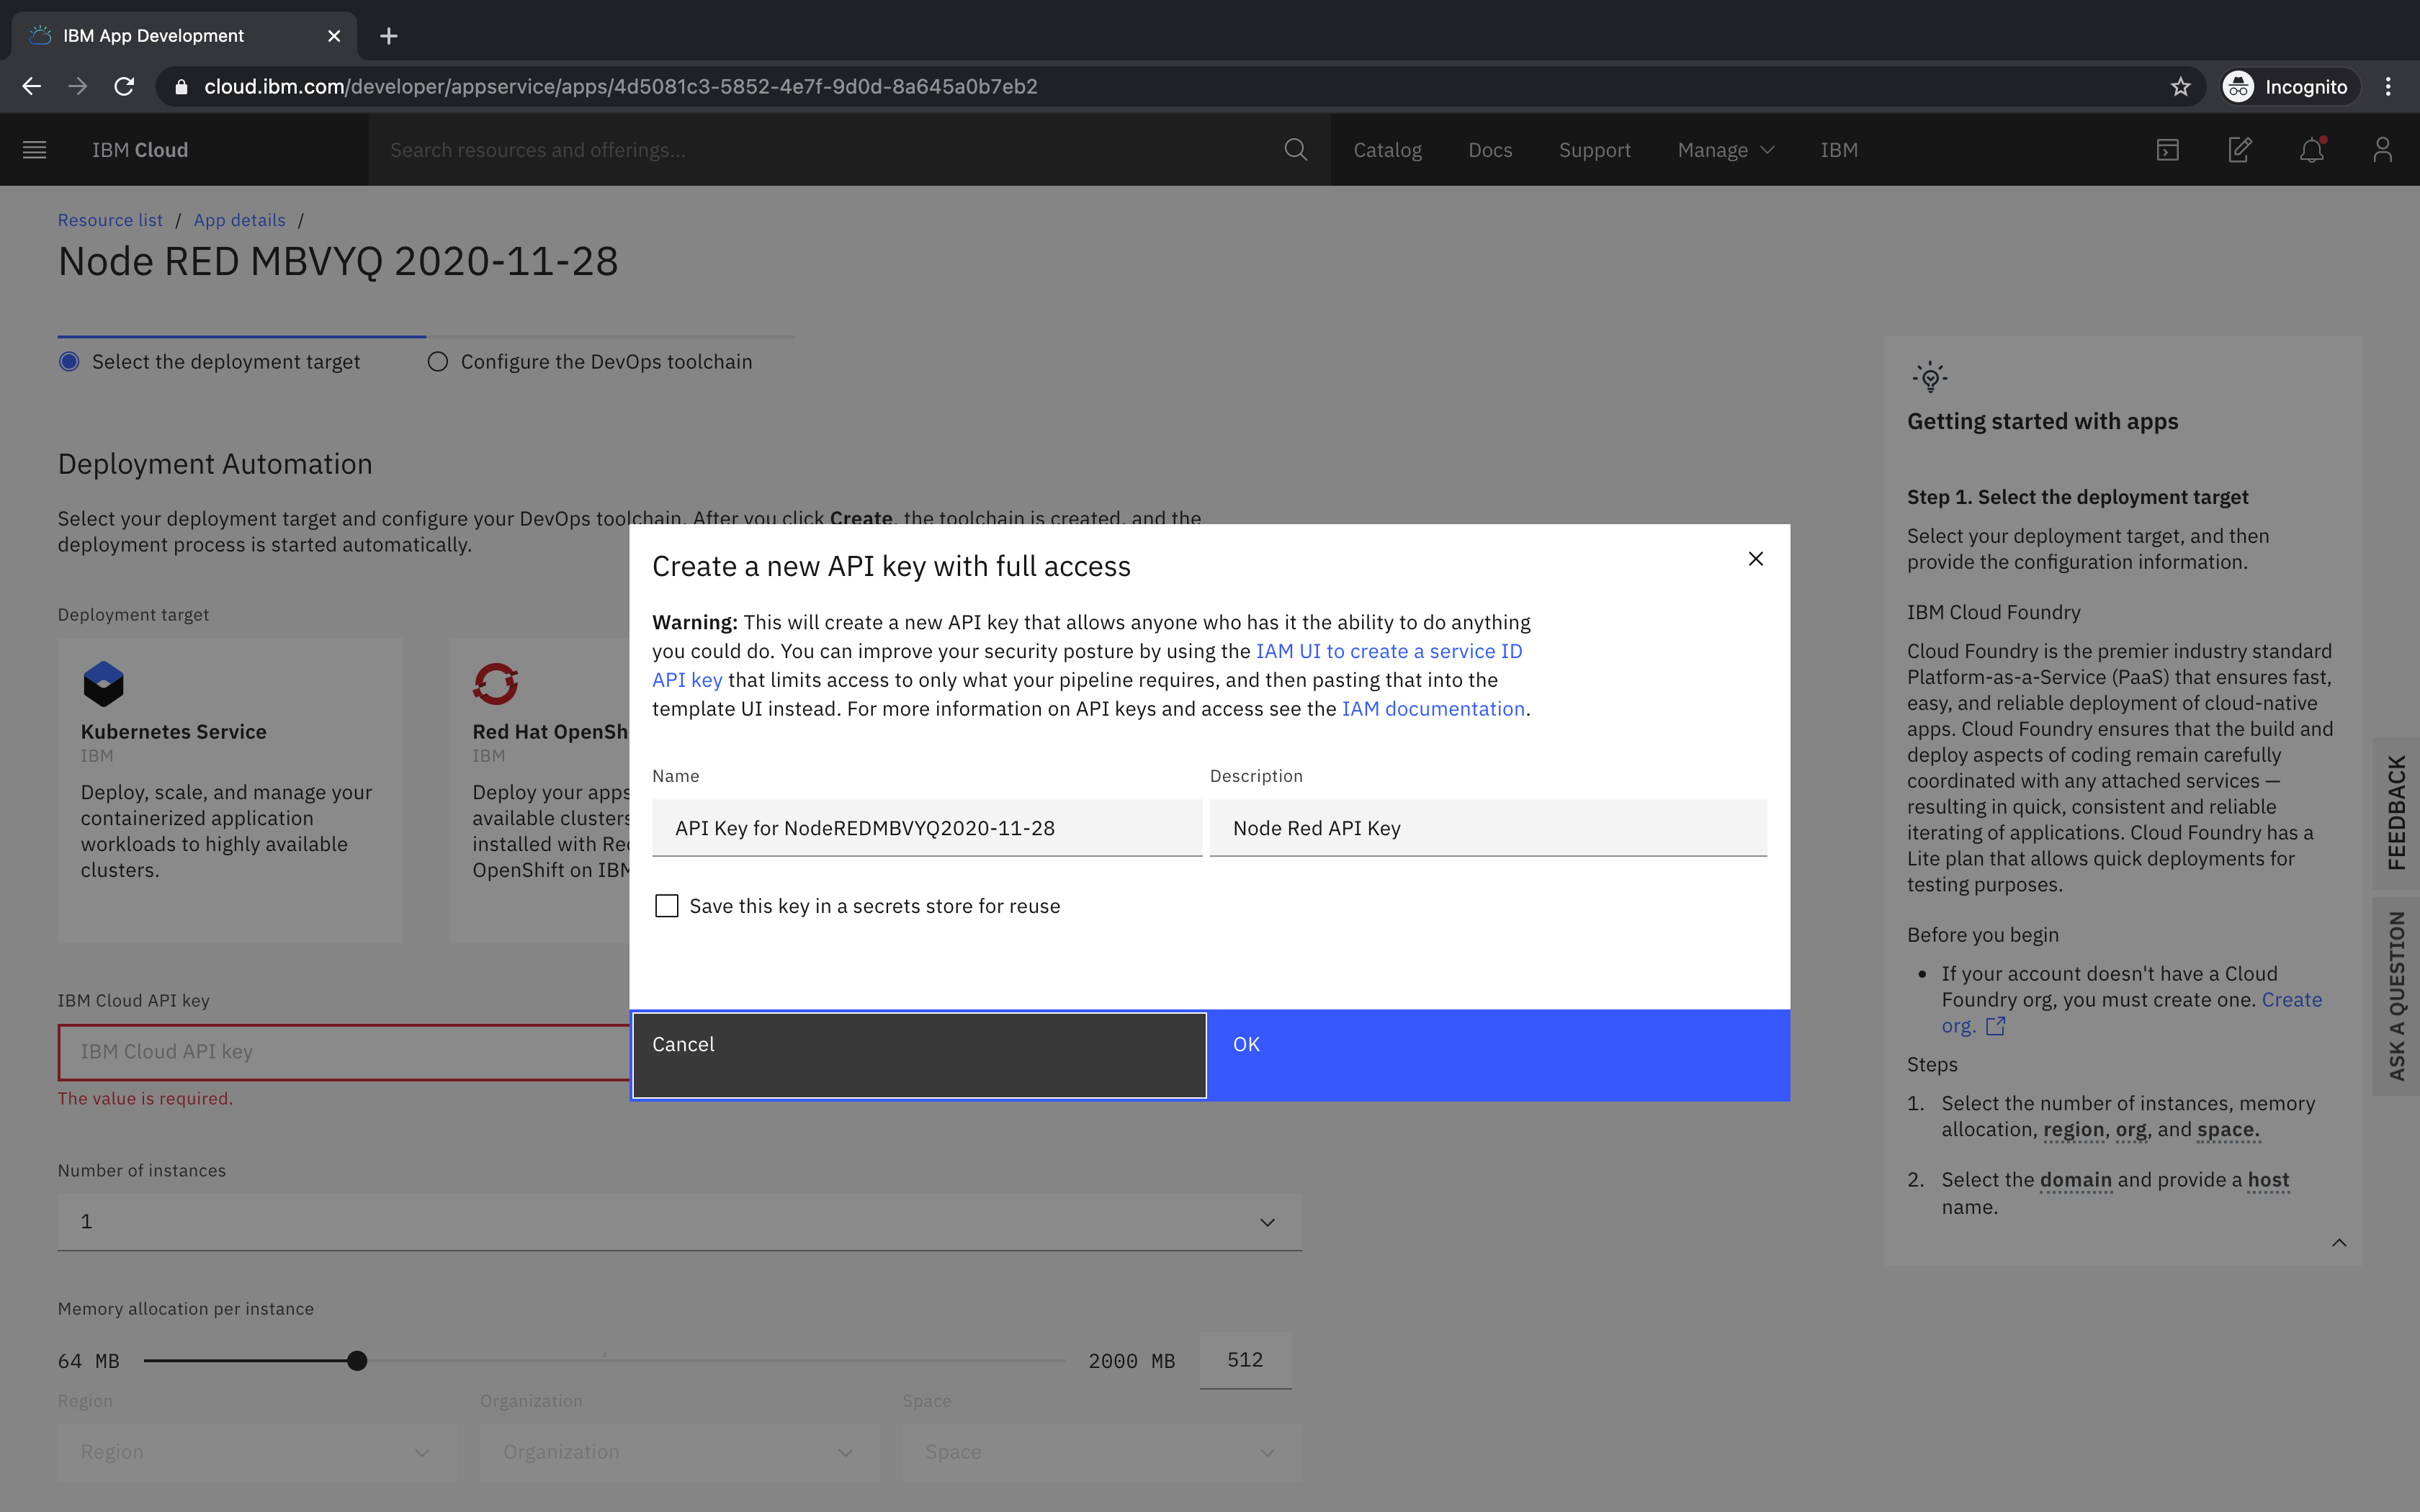 IBM App Development
cloud.ibm.com/developer/appservice/apps/4d5081c3-5852-4e7f-9d0d-8a645a0b7eb2
Incognito
IBM Cloud
Search resources and offerings...
Catalog
Docs
Support
Manage
IBM
Resource list / App details /
Node RED MBVYQ 2020-11-28
Select the deployment target
Configure the DevOps toolchain
Deployment Automation
Select your deployment target and configure your DevOps toolchain. After you click Create, the toolchain is created, and the
deployment process is started automatically.
Deployment target
Kubernetes Service
IBM
Deploy, scale, and manage your
containerized application
workloads to highly available
clusters.
Red Hat OpenSh
IBM
Deploy your apps
available clusters
installed with Re
OpenShift on IBM
IBM Cloud API key
IBM Cloud API key
The value is required.
Number of instances
1
Memory allocation per instance
64 MB
2000 MB
512
Region
Organization
Space
Region
Organization
Space
Create a new API key with full access
Warning: This will create a new API key that allows anyone who has it the ability to do anything
you could do. You can improve your security posture by using the IAM UI to create a service ID
API key that limits access to only what your pipeline requires, and then pasting that into the
template UI instead. For more information on API keys and access see the IAM documentation.
Name
Description
API Key for NodeREDMBVYQ2020-11-28
Node Red API Key
Save this key in a secrets store for reuse
Cancel
OK
Getting started with apps
Step 1. Select the deployment target
Select your deployment target, and then
provide the configuration information.
IBM Cloud Foundry
Cloud Foundry is the premier industry standard
Platform-as-a-Service (PaaS) that ensures fast,
easy, and reliable deployment of cloud-native
apps. Cloud Foundry ensures that the build and
deploy aspects of coding remain carefully
coordinated with any attached services —
resulting in quick, consistent and reliable
iterating of applications. Cloud Foundry has a
Lite plan that allows quick deployments for
testing purposes.
Before you begin
• If your account doesn't have a Cloud
Foundry org, you must create one. Create
org.
Steps
1. Select the number of instances, memory
allocation, region, org, and space.
2. Select the domain and provide a host
name.
FEEDBACK
ASK A QUESTION